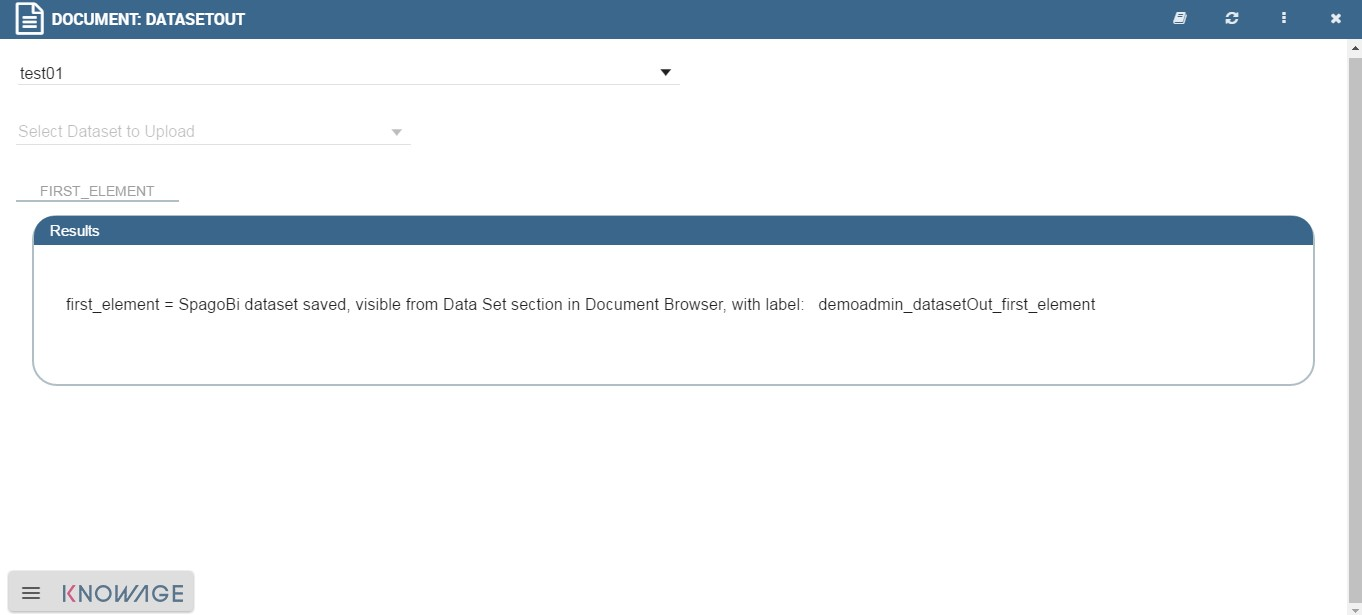 DOCUMENT: DATASETOUT
test01
Select Dataset to Upload
FIRST_ELEMENT
Results
first_element = SpagoBi dataset saved, visible from Data Set section in Document Browser, with label: demoadmin_datasetOut_first_element
KNOWAGE